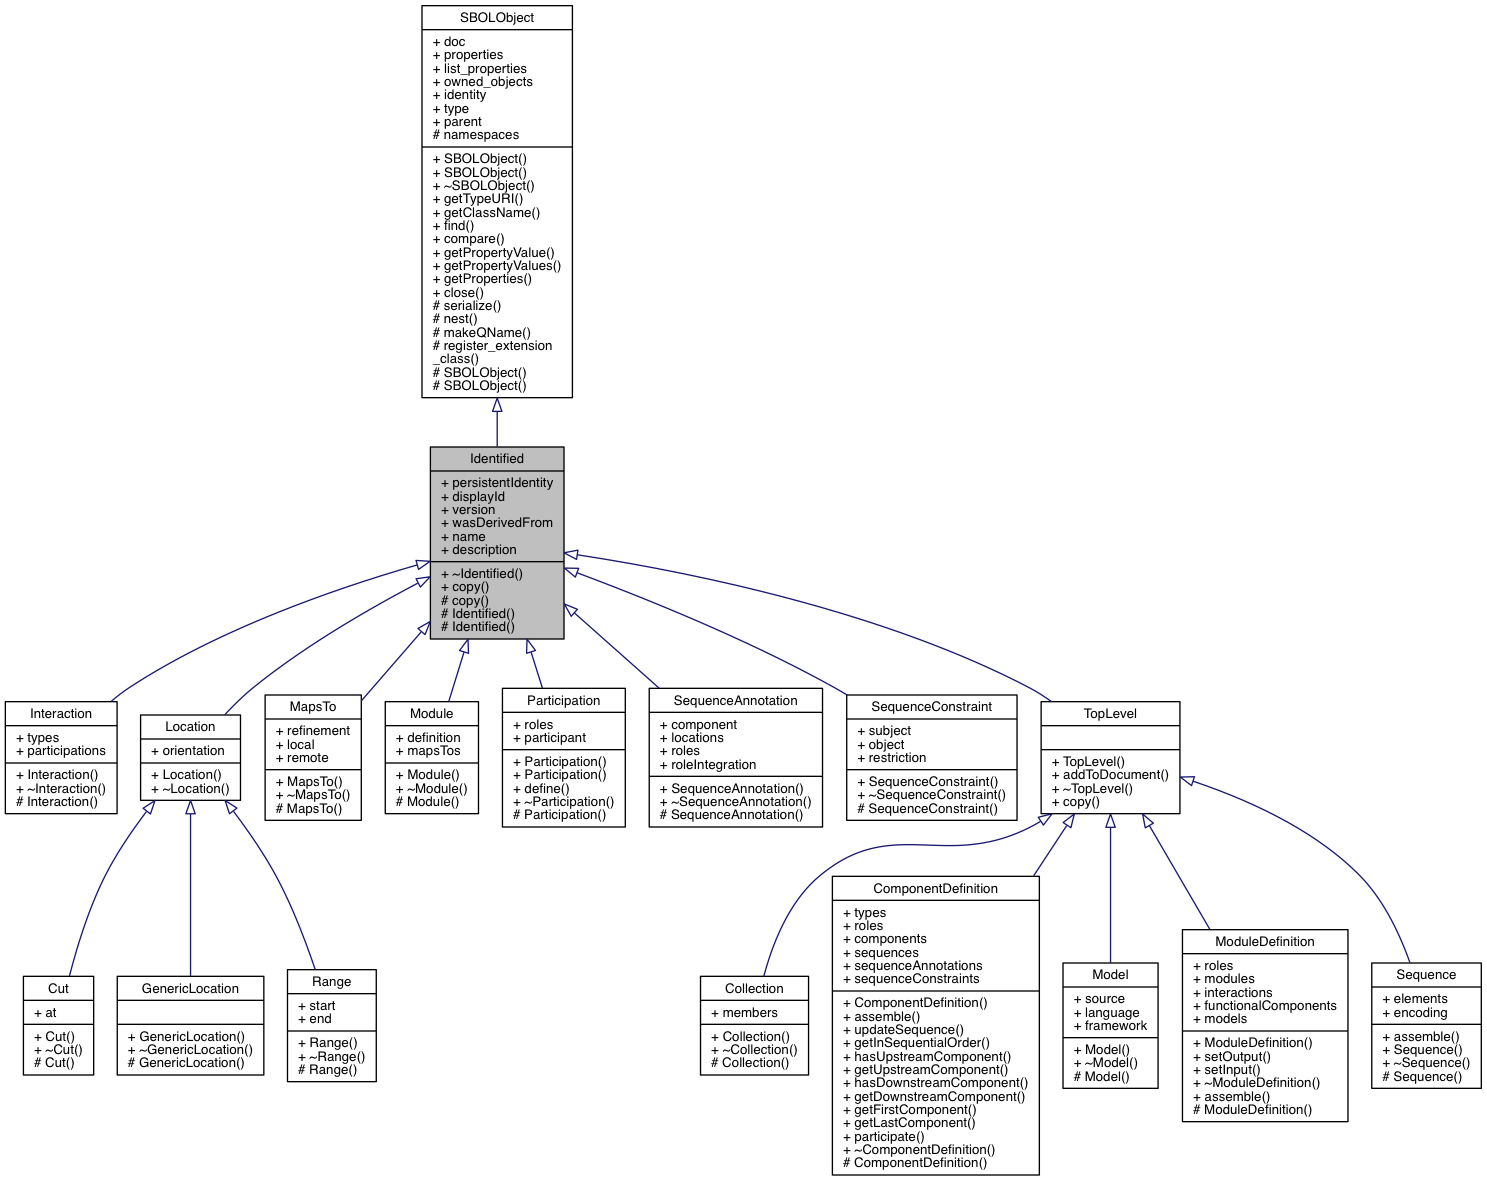 SBOLObject
+ doc
+ properties
+ list_properties
+ owned_objects
+ identity
+ type
+ parent
# namespaces
+ SBOLObject()
+ SBOLObject()
+ ~SBOLObject()
+ getTypeURI()
+ getClassName()
+ find()
+ compare()
+ getPropertyValue()
+ getPropertyValues()
+ getProperties()
+ close()
# serialize()
# nest()
# makeQName()
# register_extension
_class()
# SBOLObject()
# SBOLObject()
Identified
+ persistentIdentity
+ displayId
+ version
+ wasDerivedFrom
+ name
+ description
+ ~Identified()
+ copy()
# copy()
# Identified()
# Identified()
Interaction
+ types
+ participations
+ Interaction()
+ ~Interaction()
# Interaction()
Location
+ orientation
+ Location()
+ ~Location()
MapsTo
+ refinement
+ local
+ remote
+ MapsTo()
+ ~MapsTo()
# MapsTo()
Module
+ definition
+ mapsTos
+ Module()
+ ~Module()
# Module()
Participation
+ roles
+ participant
+ Participation()
+ Participation()
+ define()
+ ~Participation()
# Participation()
SequenceAnnotation
+ component
+ locations
+ roles
+ roleIntegration
+ SequenceAnnotation()
+ ~SequenceAnnotation()
# SequenceAnnotation()
SequenceConstraint
+ subject
+ object
+ restriction
+ SequenceConstraint()
+ ~SequenceConstraint()
# SequenceConstraint()
TopLevel
+ TopLevel()
+ addToDocument()
+ ~TopLevel()
+ copy()
Cut
+ at
+ Cut()
+ ~Cut()
# Cut()
GenericLocation
+ GenericLocation()
+ ~GenericLocation()
# GenericLocation()
Range
+ start
+ end
+ Range()
+ ~Range()
# Range()
Collection
+ members
+ Collection()
+ ~Collection()
# Collection()
ComponentDefinition
+ types
+ roles
+ components
+ sequences
+ sequenceAnnotations
+ sequenceConstraints
+ ComponentDefinition()
+ assemble()
+ updateSequence()
+ getInSequentialOrder()
+ hasUpstreamComponent()
+ getUpstreamComponent()
+ hasDownstreamComponent()
+ getDownstreamComponent()
+ getFirstComponent()
+ getLastComponent()
+ participate()
+ ~ComponentDefinition()
# ComponentDefinition()
Model
+ source
+ language
+ framework
+ Model()
+ ~Model()
# Model()
ModuleDefinition
+ roles
+ modules
+ interactions
+ functionalComponents
+ models
+ ModuleDefinition()
+ setOutput()
+ setInput()
+ ~ModuleDefinition()
+ assemble()
# ModuleDefinition()
Sequence
+ elements
+ encoding
+ assemble()
+ Sequence()
+ ~Sequence()
# Sequence()